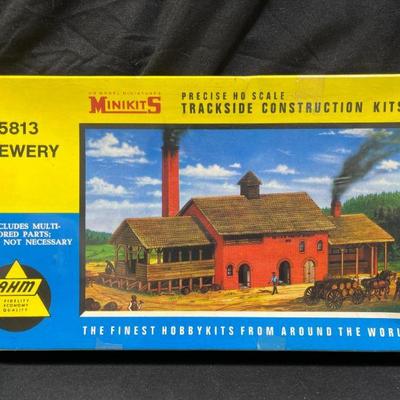 HO MODEL MINIATURES
MINIKITS
PRECISE HO SCALE
TRACKSIDE CONSTRUCTION KITS
5813
EWERY
CLUDES MULTI-
ORED PARTS;
NOT NECESSARY
AHM
FIDELITY
ECONOMY
QUALITY
THE FINEST HOBBYKITS FROM AROUND THE WORL